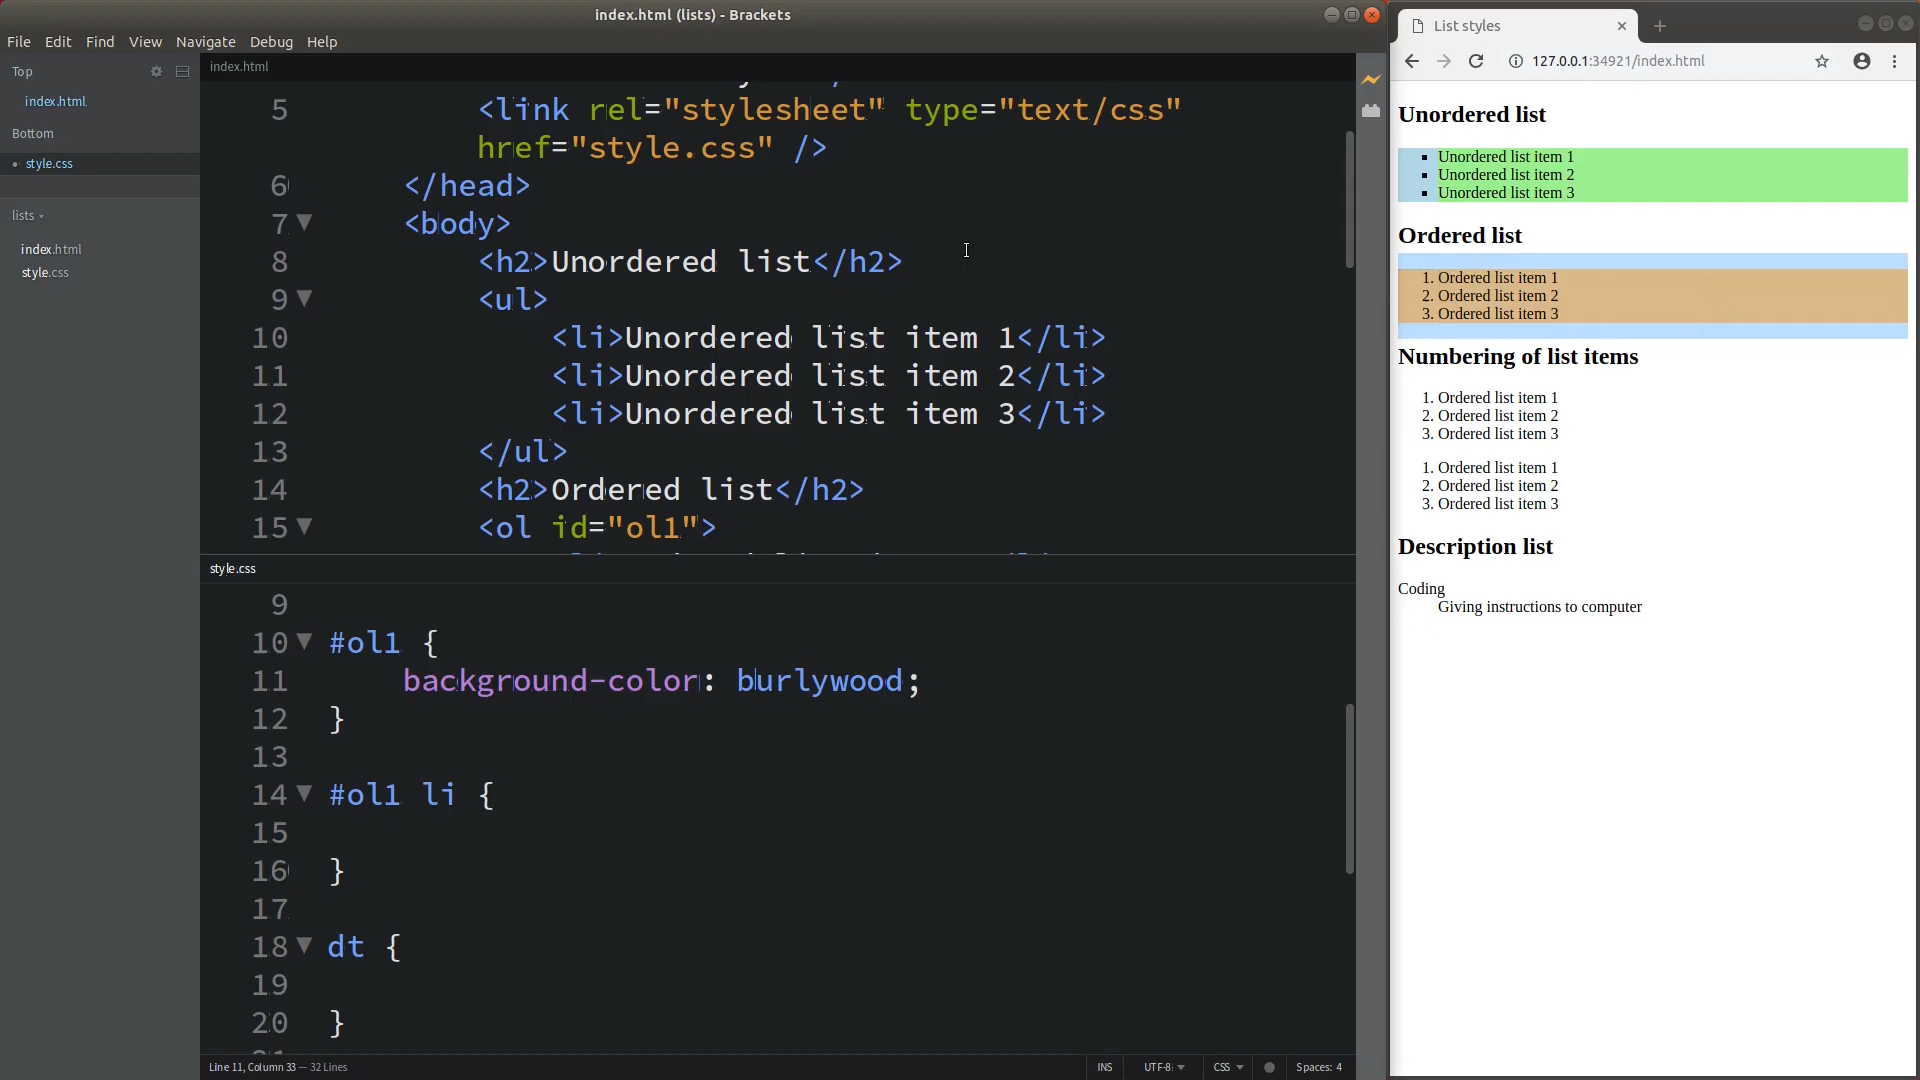 index.html (lists) - Brackets
File Edit Find View Navigate Debug Help
Top
index.html
Bottom
style.css
lists
index.html
style.css
index.html
5 <link rel="stylesheet" type="text/css"
href="style.css" />
6 </head>
7 <body>
8 <h2>Unordered list</h2>
9 <ul>
10 <li>Unordered list item 1</li>
11 <li>Unordered list item 2</li>
12 <li>Unordered list item 3</li>
13 </ul>
14 <h2>Ordered list</h2>
15 <ol id="ol1">
style.css
9
10 #ol1 {
11 background-color: burlywood;
12 }
13
14 #ol1 li {
15
16 }
17
18 dt {
19
20 }
Line 11, Column 33 — 32 Lines
INS UTF-8 CSS Spaces: 4
List styles
127.0.0.1:34921/index.html
Unordered list
Unordered list item 1
Unordered list item 2
Unordered list item 3
Ordered list
1. Ordered list item 1
2. Ordered list item 2
3. Ordered list item 3
Numbering of list items
1. Ordered list item 1
2. Ordered list item 2
3. Ordered list item 3
1. Ordered list item 1
2. Ordered list item 2
3. Ordered list item 3
Description list
Coding
Giving instructions to computer